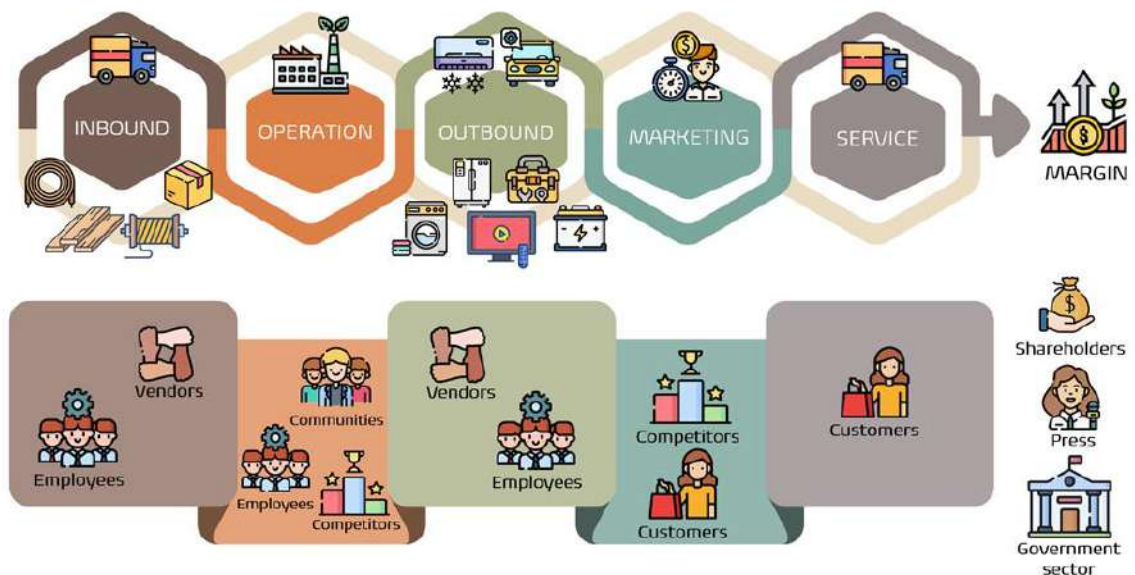 INBOUND
OPERATION
OUTBOUND
MARKETING
SERVICE
MARGIN
Vendors
Employees
Communities
Employees
Competitors
Vendors
Employees
Competitors
Customers
Customers
Shareholders
Press
Government
sector